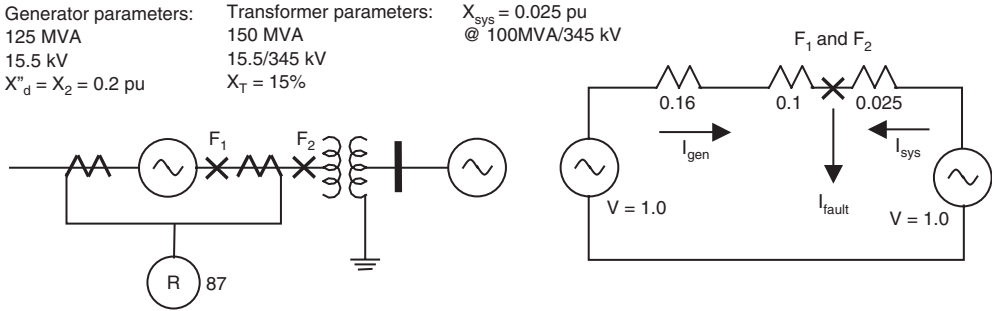 Generator parameters:
125 MVA
15.5 kV
X"d = X2 = 0.2 pu
Transformer parameters:
150 MVA
15.5/345 kV
XT = 15%
Xsys = 0.025 pu
@ 100MVA/345 kV
F1
F2
R
87
F1 and F2
0.16
0.1
0.025
Igen
Isys
Ifault
V = 1.0
V = 1.0